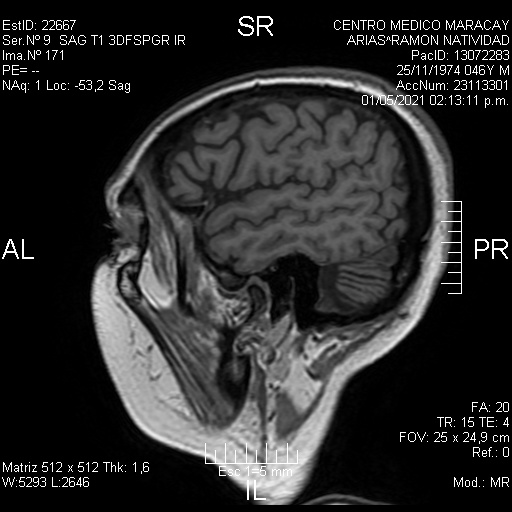 EstID: 22667
Ser.Nº 9 SAG T1 3DFSPGR IR
Ima.Nº 171
PE= --
NAq: 1 Loc: -53,2 Sag
SR
CENTRO MEDICO MARACAY
ARIAS^RAMON NATIVIDAD
PacID: 13072283
25/11/1974 046Y M
AccNum: 23113301
01/05/2021 02:13:11 p.m.
AL
PR
FA: 20
TR: 15 TE: 4
FOV: 25 x 24,9 cm
Ref.: 0
Mod.: MR
Matriz 512 x 512 Thk: 1,6
W:5293 L:2646
Esc 1=5 mm
IL